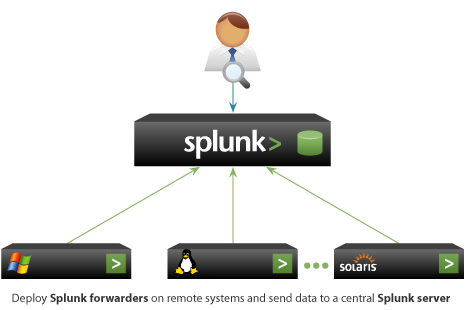 splunk>
>
>
>
SOLARIS
Deploy Splunk forwarders on remote systems and send data to a central Splunk server